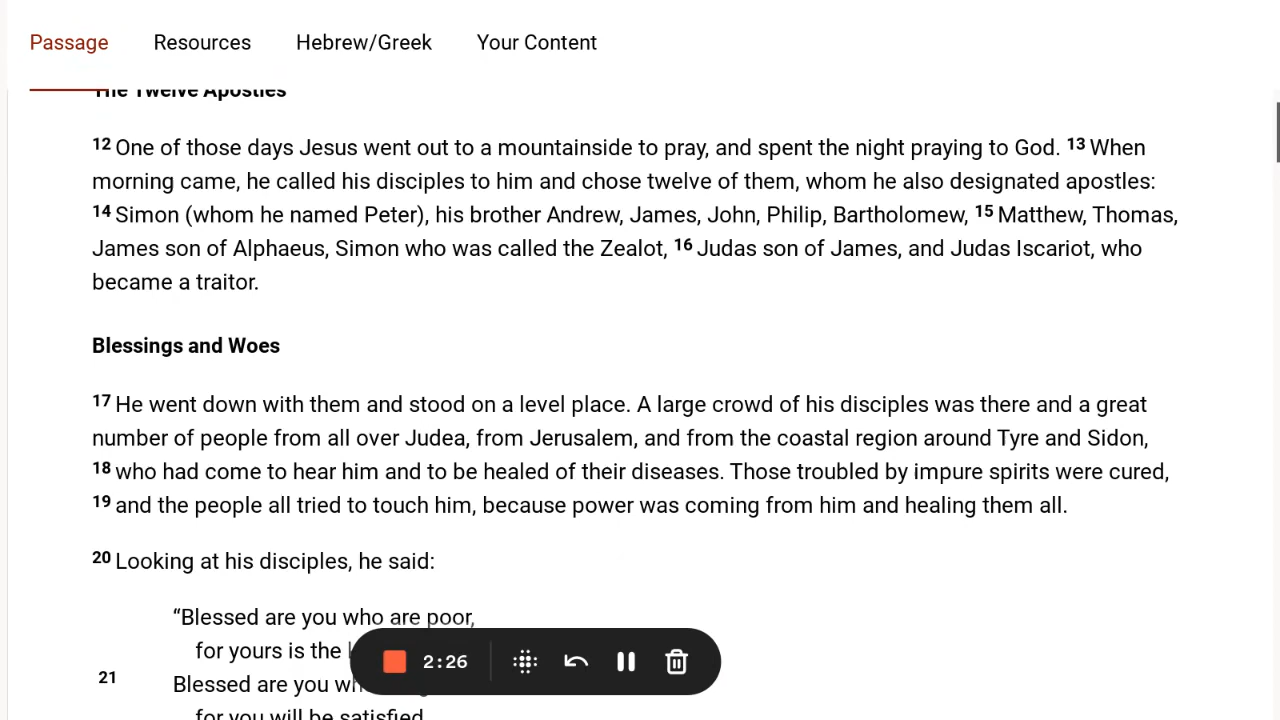 Passage Resources Hebrew/Greek Your Content
The Twelve Apostles
12 One of those days Jesus went out to a mountainside to pray, and spent the night praying to God. 13 When
morning came, he called his disciples to him and chose twelve of them, whom he also designated apostles:
14 Simon (whom he named Peter), his brother Andrew, James, John, Philip, Bartholomew, 15 Matthew, Thomas,
James son of Alphaeus, Simon who was called the Zealot, 16 Judas son of James, and Judas Iscariot, who
became a traitor.
Blessings and Woes
17 He went down with them and stood on a level place. A large crowd of his disciples was there and a great
number of people from all over Judea, from Jerusalem, and from the coastal region around Tyre and Sidon,
18 who had come to hear him and to be healed of their diseases. Those troubled by impure spirits were cured,
19 and the people all tried to touch him, because power was coming from him and healing them all.
20 Looking at his disciples, he said:
“Blessed are you who are poor,
for yours is the
2:26
21 Blessed are you
for you will be satisfied